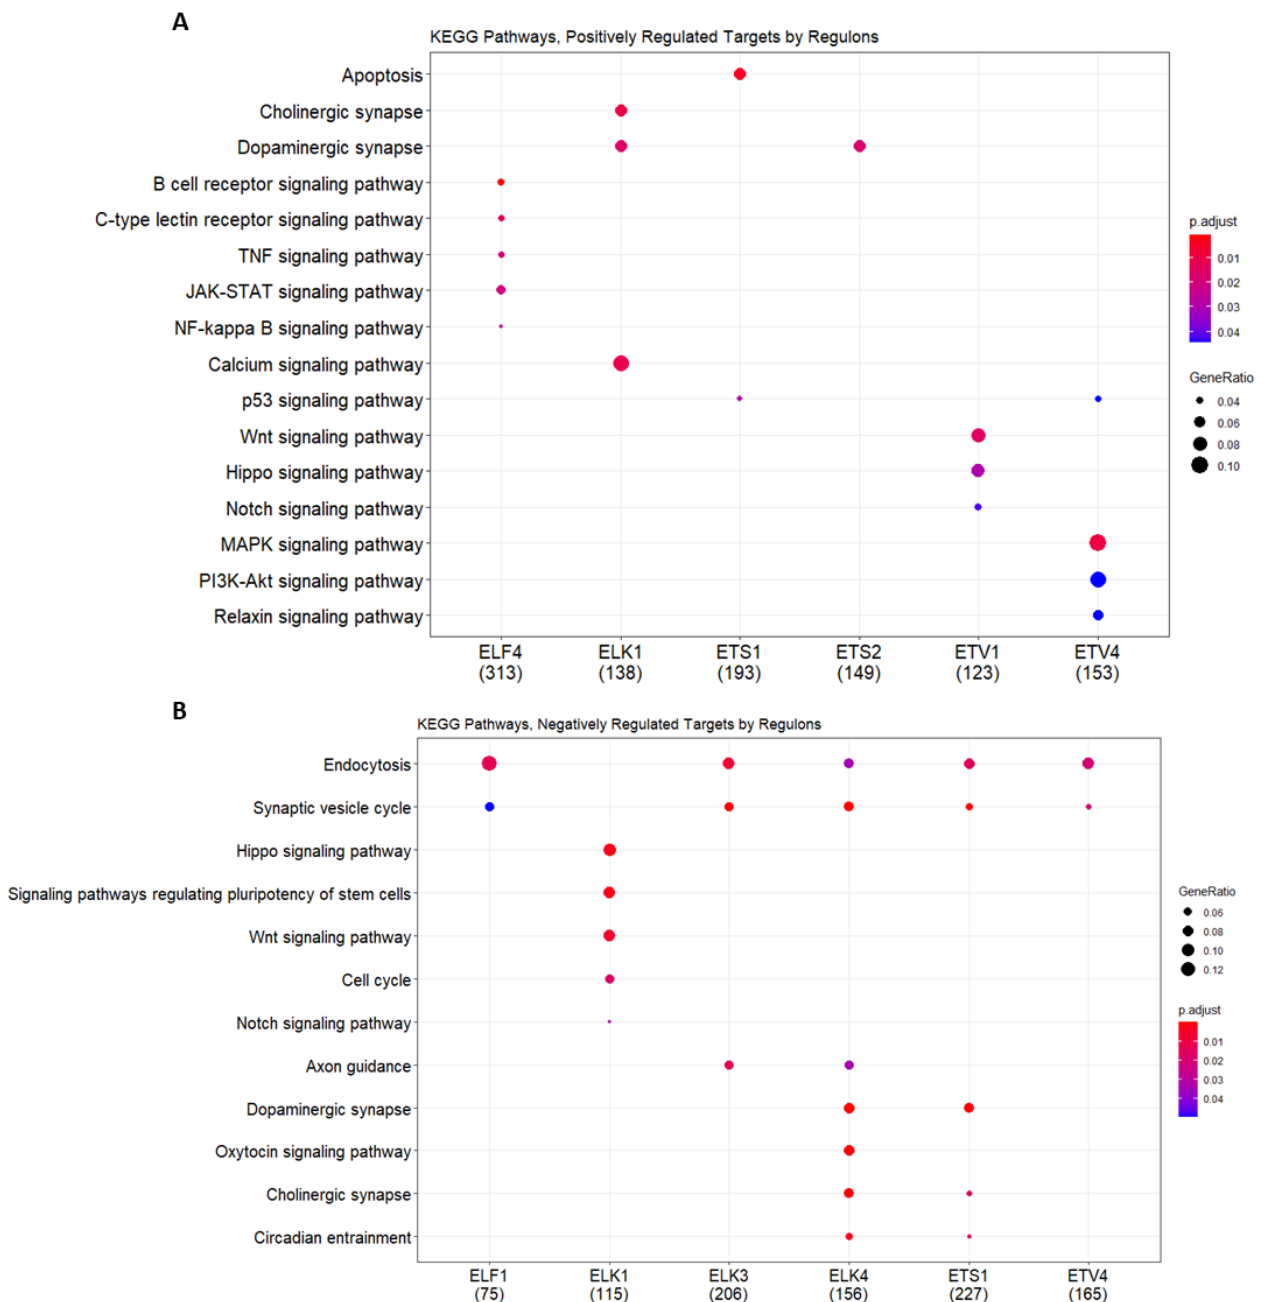 A
KEGG Pathways, Positively Regulated Targets by Regulons
Apoptosis
Cholinergic synapse
Dopaminergic synapse
B cell receptor signaling pathway
C-type lectin receptor signaling pathway
TNF signaling pathway
JAK-STAT signaling pathway
NF-kappa B signaling pathway
Calcium signaling pathway
p53 signaling pathway
Wnt signaling pathway
Hippo signaling pathway
Notch signaling pathway
MAPK signaling pathway
PI3K-Akt signaling pathway
Relaxin signaling pathway
ELF4 ELK1 ETS1 ETS2 ETV1 ETV4
(313) (138) (193) (149) (123) (153)
p.adjust
0.01
0.02
0.03
0.04
GeneRatio
0.04
0.06
0.08
0.10
B
KEGG Pathways, Negatively Regulated Targets by Regulons
Endocytosis
Synaptic vesicle cycle
Hippo signaling pathway
Signaling pathways regulating pluripotency of stem cells
Wnt signaling pathway
Cell cycle
Notch signaling pathway
Axon guidance
Dopaminergic synapse
Oxytocin signaling pathway
Cholinergic synapse
Circadian entrainment
ELF1 ELK1 ELK3 ELK4 ETS1 ETV4
(75) (115) (206) (156) (227) (165)
GeneRatio
0.06
0.08
0.10
0.12
p.adjust
0.01
0.02
0.03
0.04